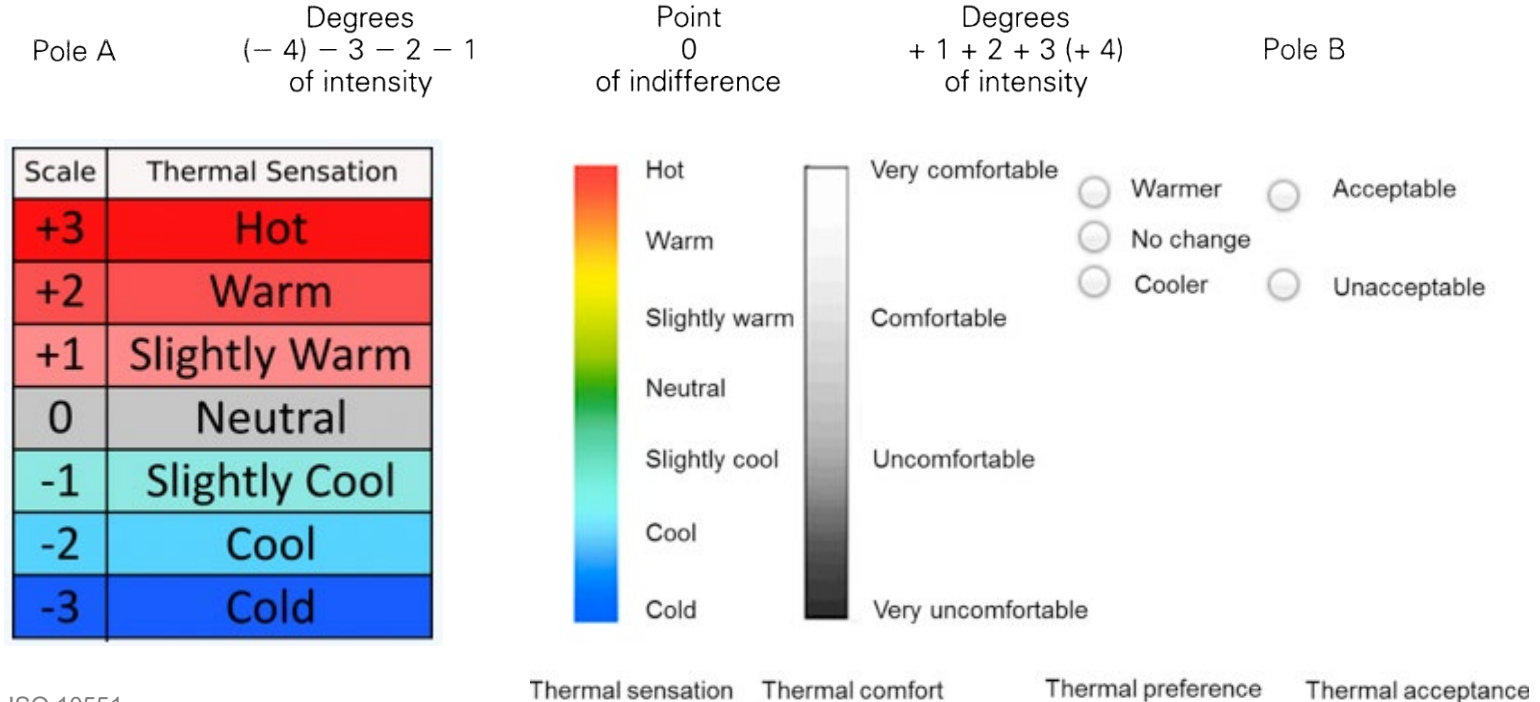 Degrees
Point
Degrees
Pole A
(− 4) − 3 − 2 − 1
0
+ 1 + 2 + 3 (+ 4)
Pole B
of intensity
of indifference
of intensity
Scale Thermal Sensation
+3 Hot
+2 Warm
+1 Slightly Warm
0 Neutral
-1 Slightly Cool
-2 Cool
-3 Cold
Hot
Warm
Slightly warm
Neutral
Slightly cool
Cool
Cold
Thermal sensation
Very comfortable
Comfortable
Uncomfortable
Very uncomfortable
Thermal comfort
Warmer
No change
Cooler
Thermal preference
Acceptable
Unacceptable
Thermal acceptance
ISO 10551